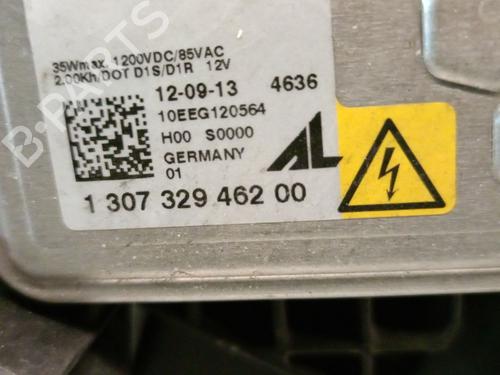 35Wmax. 1200VDC/85VAC
2.00Kh/DOT D1S/D1R 12V
12-09-13 4636
10EEG120564
H00 S0000
GERMANY
01
AL
1 307 329 462 00
B-PARTS